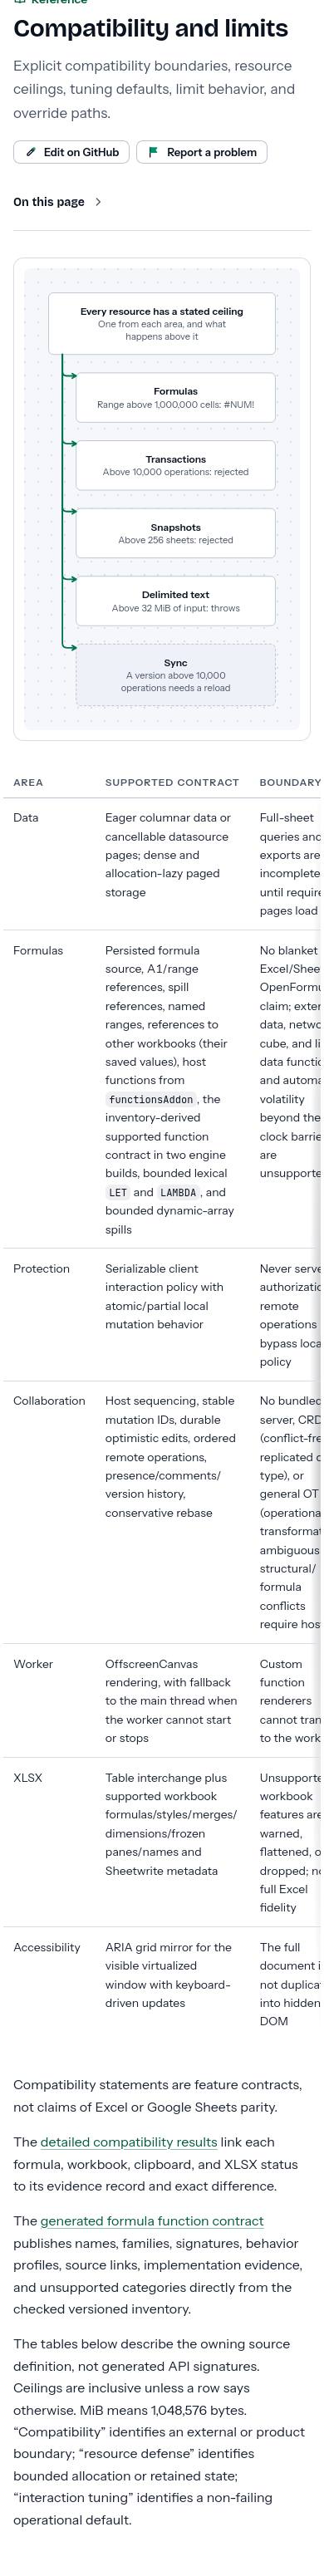 Reference
Compatibility and limits
Explicit compatibility boundaries, resource
ceilings, tuning defaults, limit behavior, and
override paths.
Edit on GitHub
Report a problem
On this page
Every resource has a stated ceiling
One from each area, and what
happens above it
Formulas
Range above 1,000,000 cells: #NUM!
Transactions
Above 10,000 operations: rejected
Snapshots
Above 256 sheets: rejected
Delimited text
Above 32 MiB of input: throws
Sync
A version above 10,000
operations needs a reload
AREA
SUPPORTED CONTRACT
BOUNDARY
Data
Eager columnar data or
cancellable datasource
pages; dense and
allocation-lazy paged
storage
Full-sheet
queries and
exports are
incomplete
until require
pages load
Formulas
Persisted formula
source, A1/range
references, spill
references, named
ranges, references to
other workbooks (their
saved values), host
functions from
functionsAddon, the
inventory-derived
supported function
contract in two engine
builds, bounded lexical
LET and LAMBDA, and
bounded dynamic-array
spills
No blanket
Excel/Shee
OpenFormu
claim; exter
data, netwo
cube, and li
data functio
and automa
volatility
beyond the
clock barrie
are
unsupporte
Protection
Serializable client
interaction policy with
atomic/partial local
mutation behavior
Never serve
authorizatio
remote
operations
bypass loca
policy
Collaboration
Host sequencing, stable
mutation IDs, durable
optimistic edits, ordered
remote operations,
presence/comments/
version history,
conservative rebase
No bundled
server, CRD
(conflict-fre
replicated d
type), or
general OT
(operationa
transformat
ambiguous
structural/
formula
conflicts
require hos
Worker
OffscreenCanvas
rendering, with fallback
to the main thread when
the worker cannot start
or stops
Custom
function
renderers
cannot tran
to the work
XLSX
Table interchange plus
supported workbook
formulas/styles/merges/
dimensions/frozen
panes/names and
Sheetwrite metadata
Unsupporte
workbook
features are
warned,
flattened, o
dropped; no
full Excel
fidelity
Accessibility
ARIA grid mirror for the
visible virtualized
window with keyboard-
driven updates
The full
document i
not duplicat
into hidden
DOM
Compatibility statements are feature contracts,
not claims of Excel or Google Sheets parity.
The detailed compatibility results link each
formula, workbook, clipboard, and XLSX status
to its evidence record and exact difference.
The generated formula function contract
publishes names, families, signatures, behavior
profiles, source links, implementation evidence,
and unsupported categories directly from the
checked versioned inventory.
The tables below describe the owning source
definition, not generated API signatures.
Ceilings are inclusive unless a row says
otherwise. MiB means 1,048,576 bytes.
“Compatibility” identifies an external or product
boundary; “resource defense” identifies
bounded allocation or retained state;
“interaction tuning” identifies a non-failing
operational default.